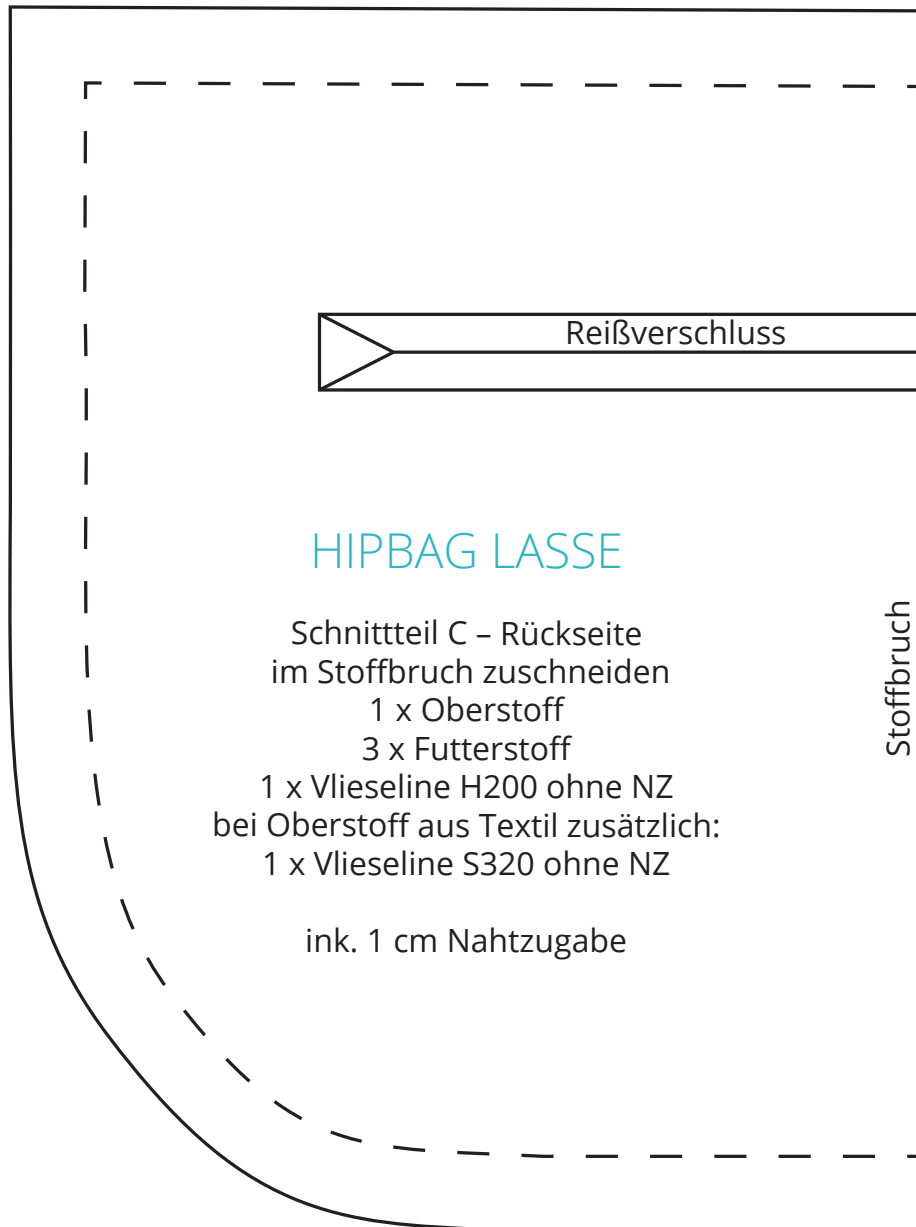 Reißverschluss
HIPBAG LASSE
Schnittteil C – Rückseite
im Stoffbruch zuschneiden
1 x Oberstoff
3 x Futterstoff
1 x Vlieseline H200 ohne NZ
bei Oberstoff aus Textil zusätzlich:
1 x Vlieseline S320 ohne NZ
ink. 1 cm Nahtzugabe
Stoffbruch